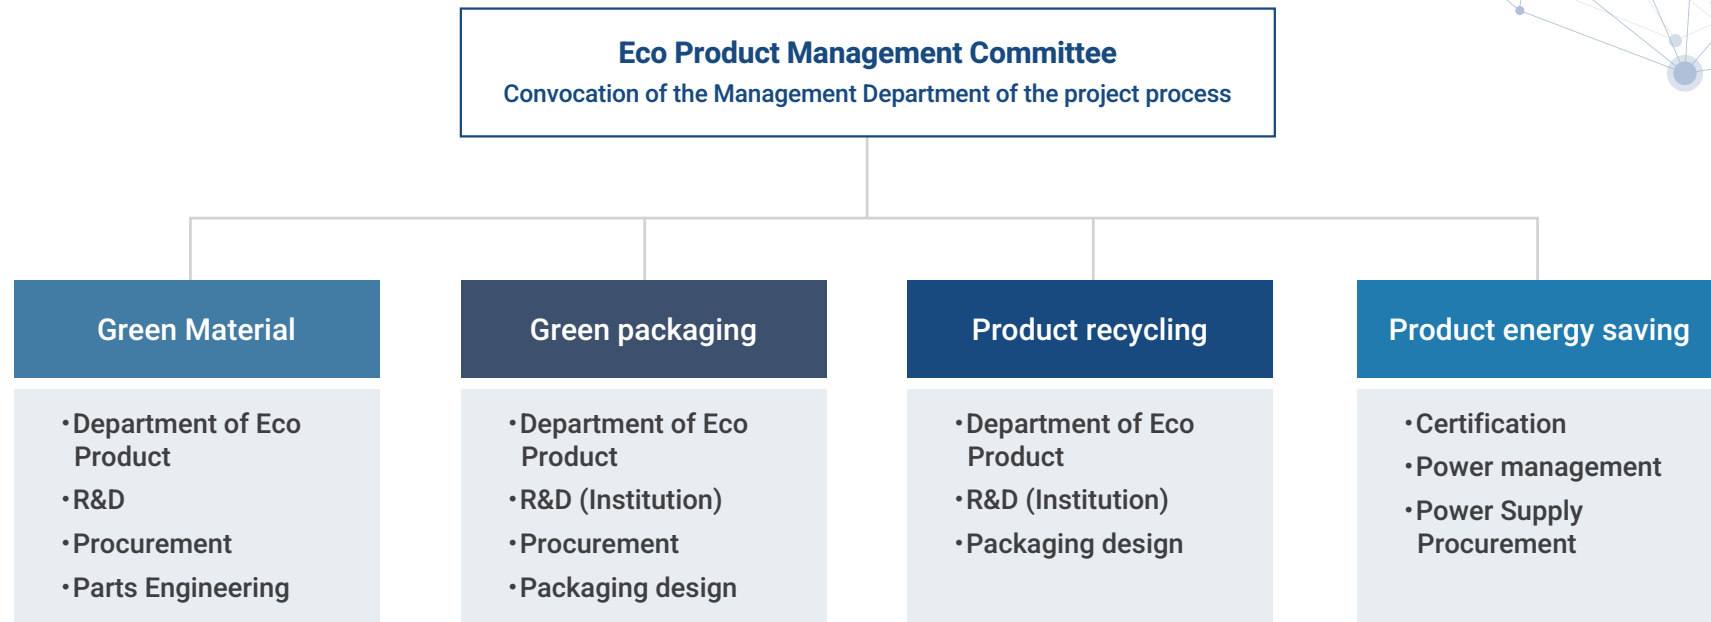 Eco Product Management Committee
Convocation of the Management Department of the project process
Green Material
・Department of Eco
Product
・R&D
・Procurement
・Parts Engineering
Green packaging
・Department of Eco
Product
・R&D (Institution)
・Procurement
・Packaging design
Product recycling
・Department of Eco
Product
・R&D (Institution)
・Packaging design
Product energy saving
・Certification
・Power management
・Power Supply
Procurement